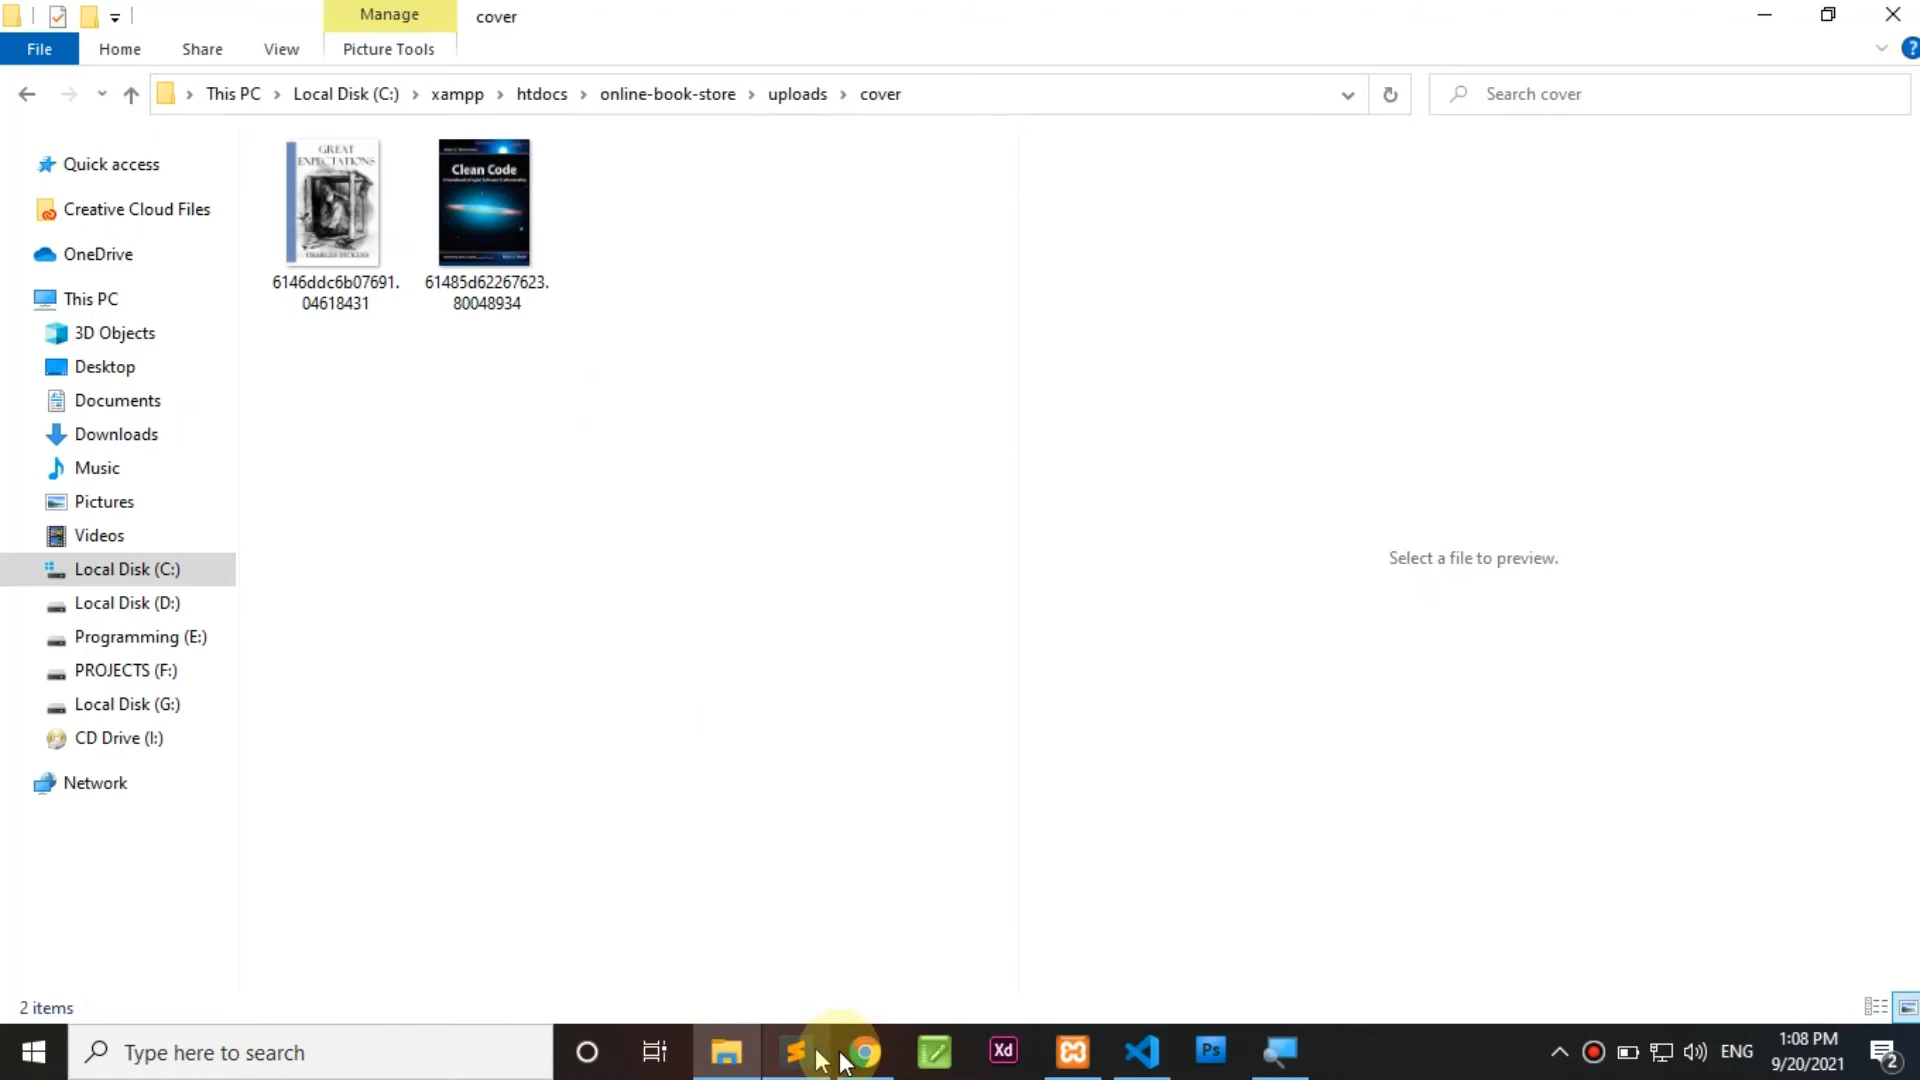 Manage
cover
File
Home
Share
View
Picture Tools
This PC
Local Disk (C:)
xampp
htdocs
online-book-store
uploads
cover
Search cover
Quick access
Creative Cloud Files
OneDrive
This PC
3D Objects
Desktop
Documents
Downloads
Music
Pictures
Videos
Local Disk (C:)
Local Disk (D:)
Programming (E:)
PROJECTS (F:)
Local Disk (G:)
CD Drive (I:)
Network
GREAT
EXPECTATIONS
CHARLES DICKENS
6146ddc6b07691.
04618431
Clean Code
61485d62267623.
80048934
Select a file to preview.
2 items
Type here to search
Xd
Ps
ENG
1:08 PM
9/20/2021
2